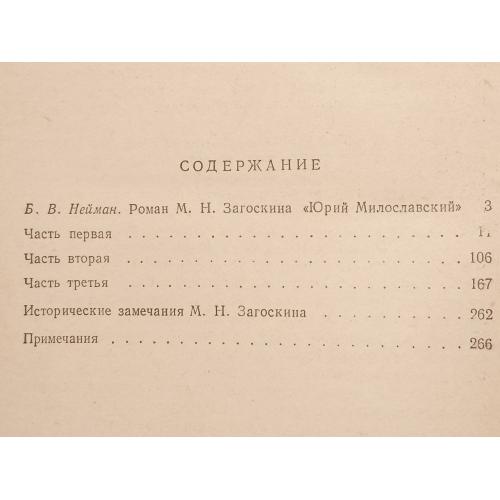 СОДЕРЖАНИЕ
Б. В. Нейман. Роман М. Н. Загоскина «Юрий Милославский» 3
Часть первая . . . . . . . . . . . . . . . . . . . . . . . 11
Часть вторая . . . . . . . . . . . . . . . . . . . . . . . 106
Часть третья . . . . . . . . . . . . . . . . . . . . . . . 167
Исторические замечания М. Н. Загоскина . . . . . . . . . 262
Примечания . . . . . . . . . . . . . . . . . . . . . . . . 266